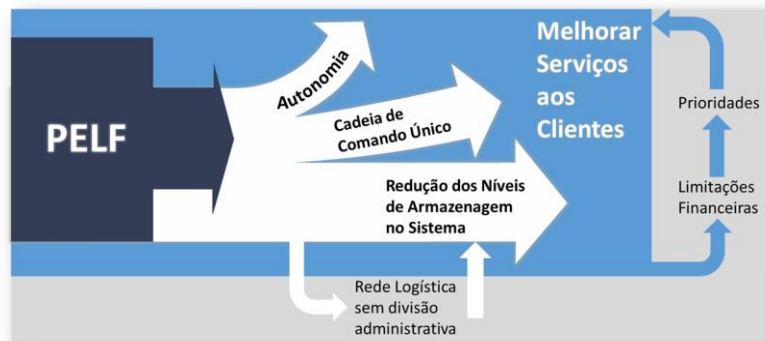 PELF
Autonomia
Cadeia de
Comando Único
Redução dos Níveis
de Armazenagem
no Sistema
Rede Logística
sem divisão
administrativa
Melhorar
Serviços
aos
Clientes
Prioridades
Limitações
Financeiras